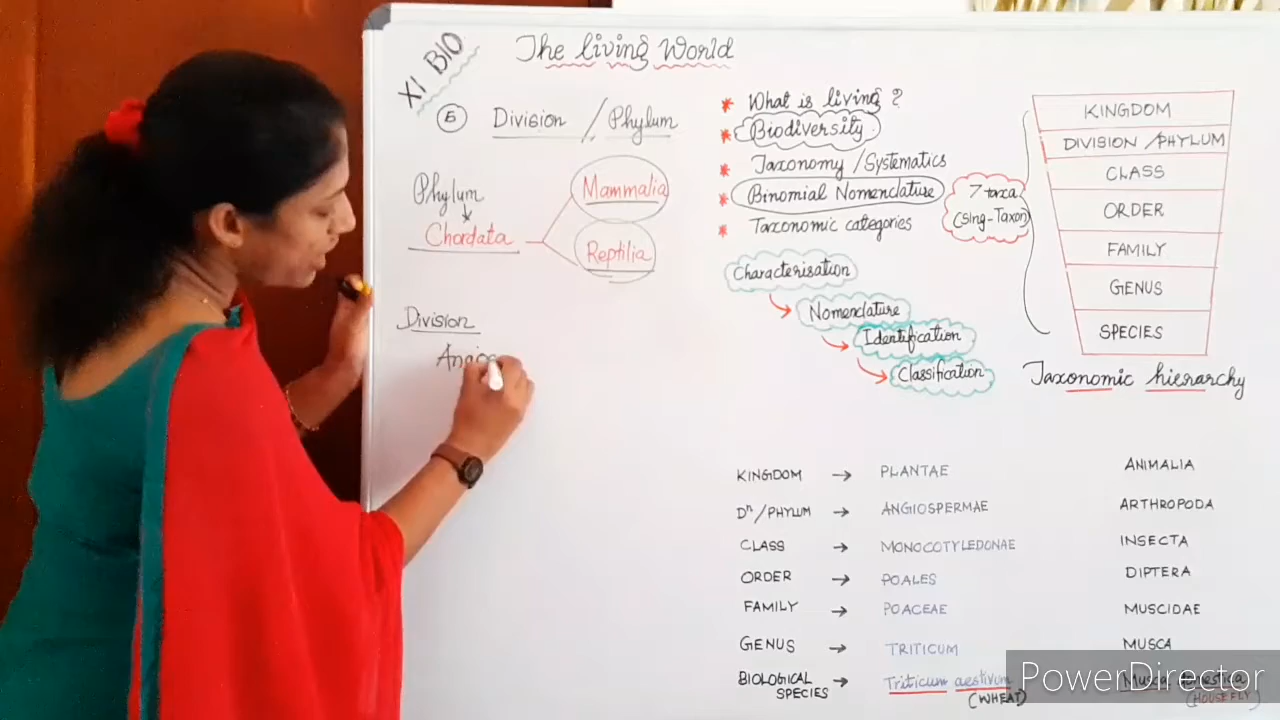 XI BIO
The living World
5 Division / Phylum
Phylum
Chordata
Mammalia
Reptilia
Division
* What is living ?
* Biodiversity
* Taxonomy / Systematics
* Binomial Nomenclature
* Taxonomic categories
Characterisation
Nomenclature
Identification
Classification
7 taxa
(sing-Taxon)
KINGDOM
DIVISION / PHYLUM
CLASS
ORDER
FAMILY
GENUS
SPECIES
Taxonomic hierarchy
KINGDOM → PLANTAE ANIMALIA
Dn/PHYLUM → ANGIOSPERMAE ARTHROPODA
CLASS → MONOCOTYLEDONAE INSECTA
ORDER → POALES DIPTERA
FAMILY → POACEAE MUSCIDAE
GENUS → TRITICUM MUSCA
BIOLOGICAL SPECIES → Triticum aestivum Musca domestica
(WHEAT) (HOUSEFLY)
PowerDirector